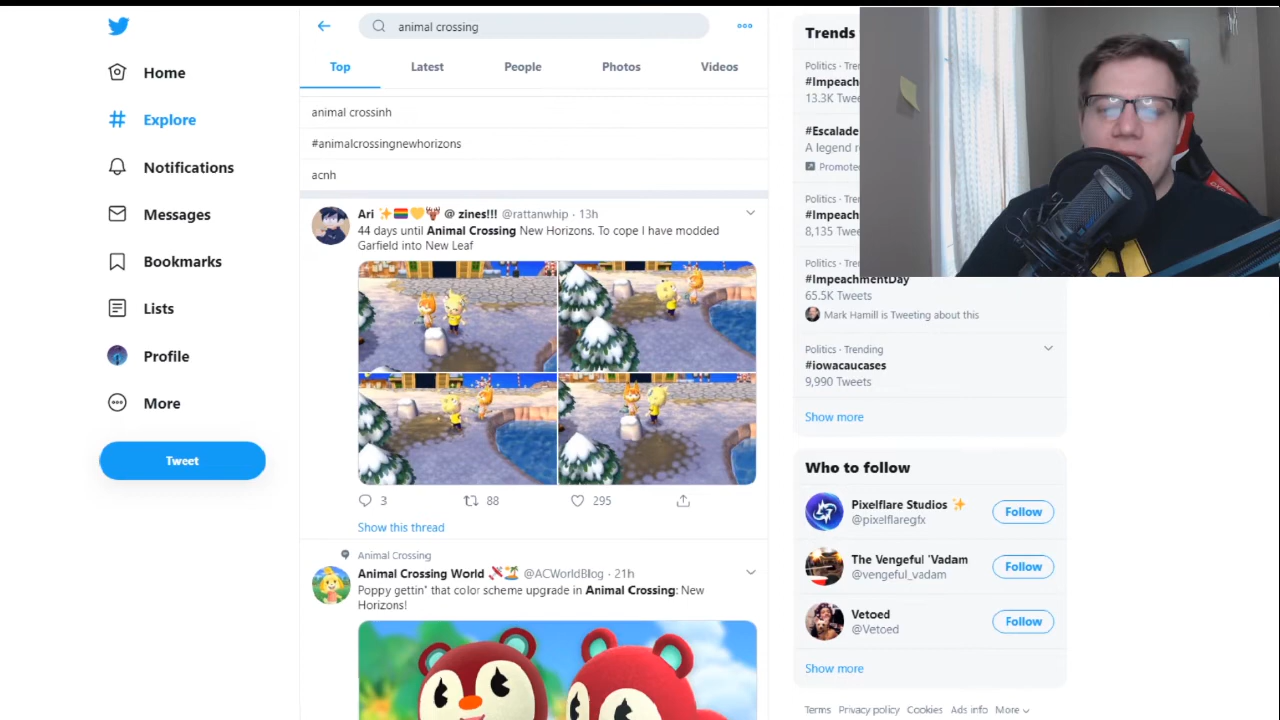 animal crossing
Top
Latest
People
Photos
Videos
Home
Explore
Notifications
Messages
Bookmarks
Lists
Profile
More
Tweet
animal crossinh
#animalcrossingnewhorizons
acnh
Ari @ zines!!! @rattanwhip · 13h
44 days until Animal Crossing New Horizons. To cope I have modded
Garfield into New Leaf
3
88
295
Show this thread
Animal Crossing
Animal Crossing World @ACWorldBlog · 21h
Poppy gettin' that color scheme upgrade in Animal Crossing: New
Horizons!
Trends
Politics · Trer
#Impeach
13.3K Twee
#Escalade
A legend r
Promote
Politics · Trer
#Impeach
8,135 Twee
Politics · Tre
#ImpeachmentDay
65.5K Tweets
Mark Hamill is Tweeting about this
Politics · Trending
#iowacaucases
9,990 Tweets
Show more
Who to follow
Pixelflare Studios
@pixelflaregfx
Follow
The Vengeful 'Vadam
@vengeful_vadam
Follow
Vetoed
@Vetoed
Follow
Show more
Terms Privacy policy Cookies Ads info More